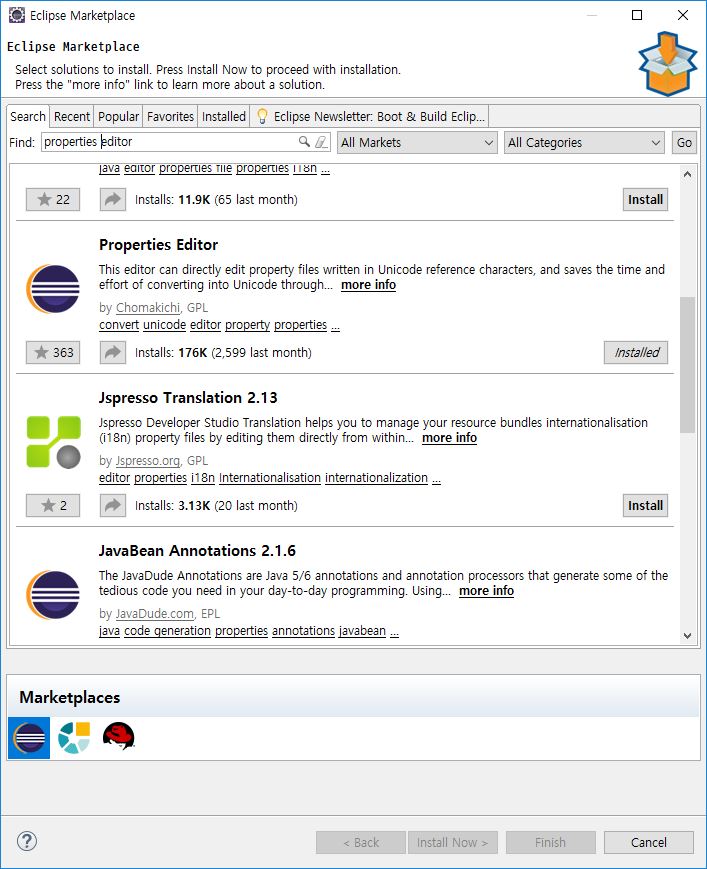 Eclipse Marketplace
Eclipse Marketplace
Select solutions to install. Press Install Now to proceed with installation.
Press the "more info" link to learn more about a solution.
Search Recent Popular Favorites Installed Eclipse Newsletter: Boot & Build Eclip...
Find: properties editor All Markets All Categories Go
java editor properties file properties i18n ...
22 Installs: 11.9K (65 last month) Install
Properties Editor
This editor can directly edit property files written in Unicode reference characters, and saves the time and
effort of converting into Unicode through... more info
by Chomakichi, GPL
convert unicode editor property properties ...
363 Installs: 176K (2,599 last month) Installed
Jspresso Translation 2.13
Jspresso Developer Studio Translation helps you to manage your resource bundles internationalisation
(i18n) property files by editing them directly from within... more info
by Jspresso.org, GPL
editor properties i18n Internationalisation internationalization ...
2 Installs: 3.13K (20 last month) Install
JavaBean Annotations 2.1.6
The JavaDude Annotations are Java 5/6 annotations and annotation processors that generate some of the
tedious code you need in your day-to-day programming. Using... more info
by JavaDude.com, EPL
java code generation properties annotations javabean ...
Marketplaces
? < Back Install Now > Finish Cancel